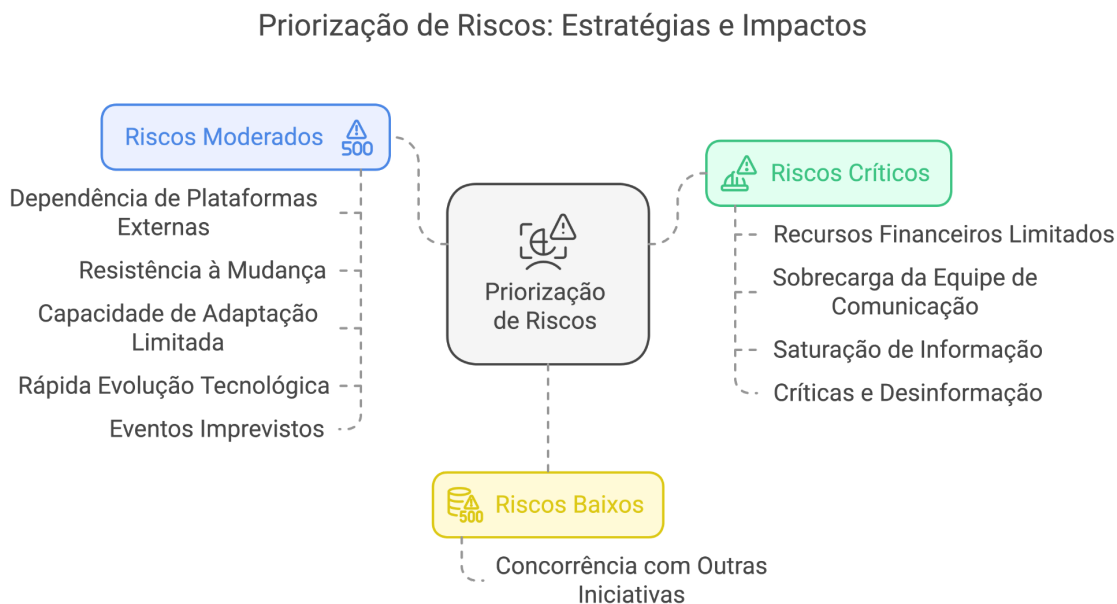 Priorização de Riscos: Estratégias e Impactos
Riscos Moderados
500
Dependência de Plataformas
Externas
Resistência à Mudança
Capacidade de Adaptação
Limitada
Rápida Evolução Tecnológica
Eventos Imprevistos
Priorização
de Riscos
Riscos Críticos
Recursos Financeiros Limitados
Sobrecarga da Equipe de
Comunicação
Saturação de Informação
Críticas e Desinformação
500
Riscos Baixos
Concorrência com Outras
Iniciativas